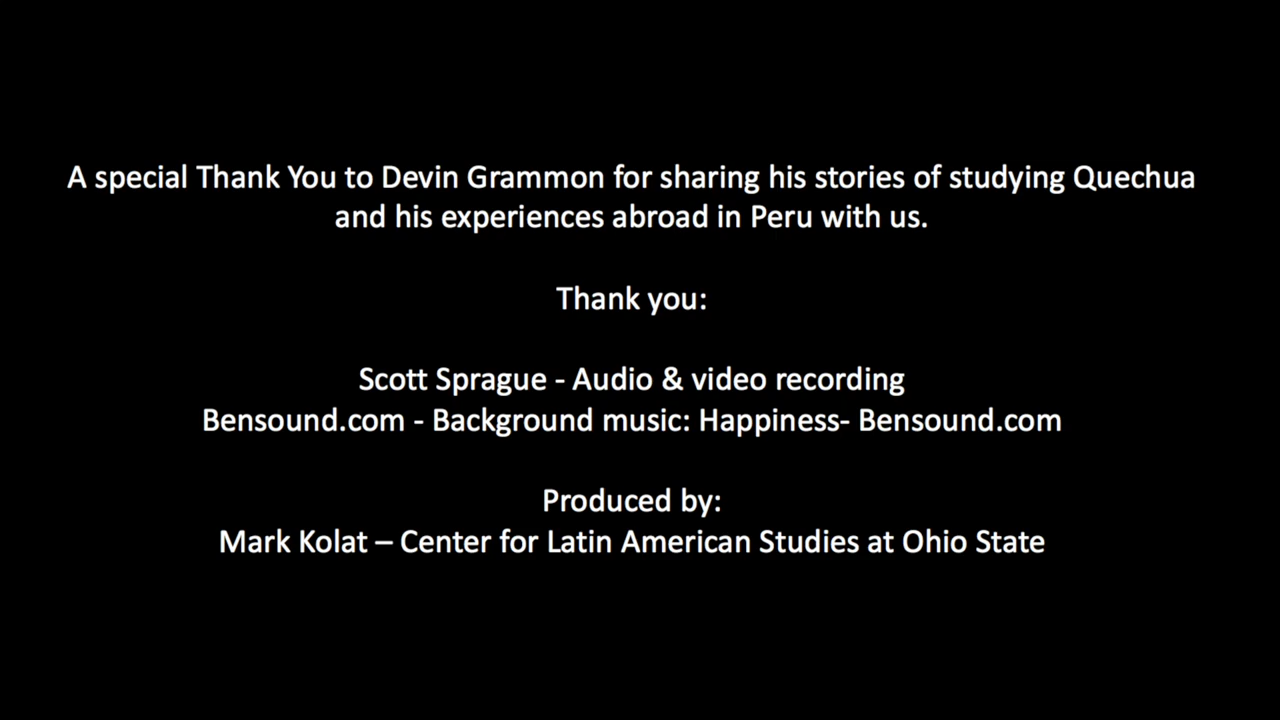 A special Thank You to Devin Grammon for sharing his stories of studying Quechua
and his experiences abroad in Peru with us.
Thank you:
Scott Sprague - Audio & video recording
Bensound.com - Background music: Happiness- Bensound.com
Produced by:
Mark Kolat – Center for Latin American Studies at Ohio State